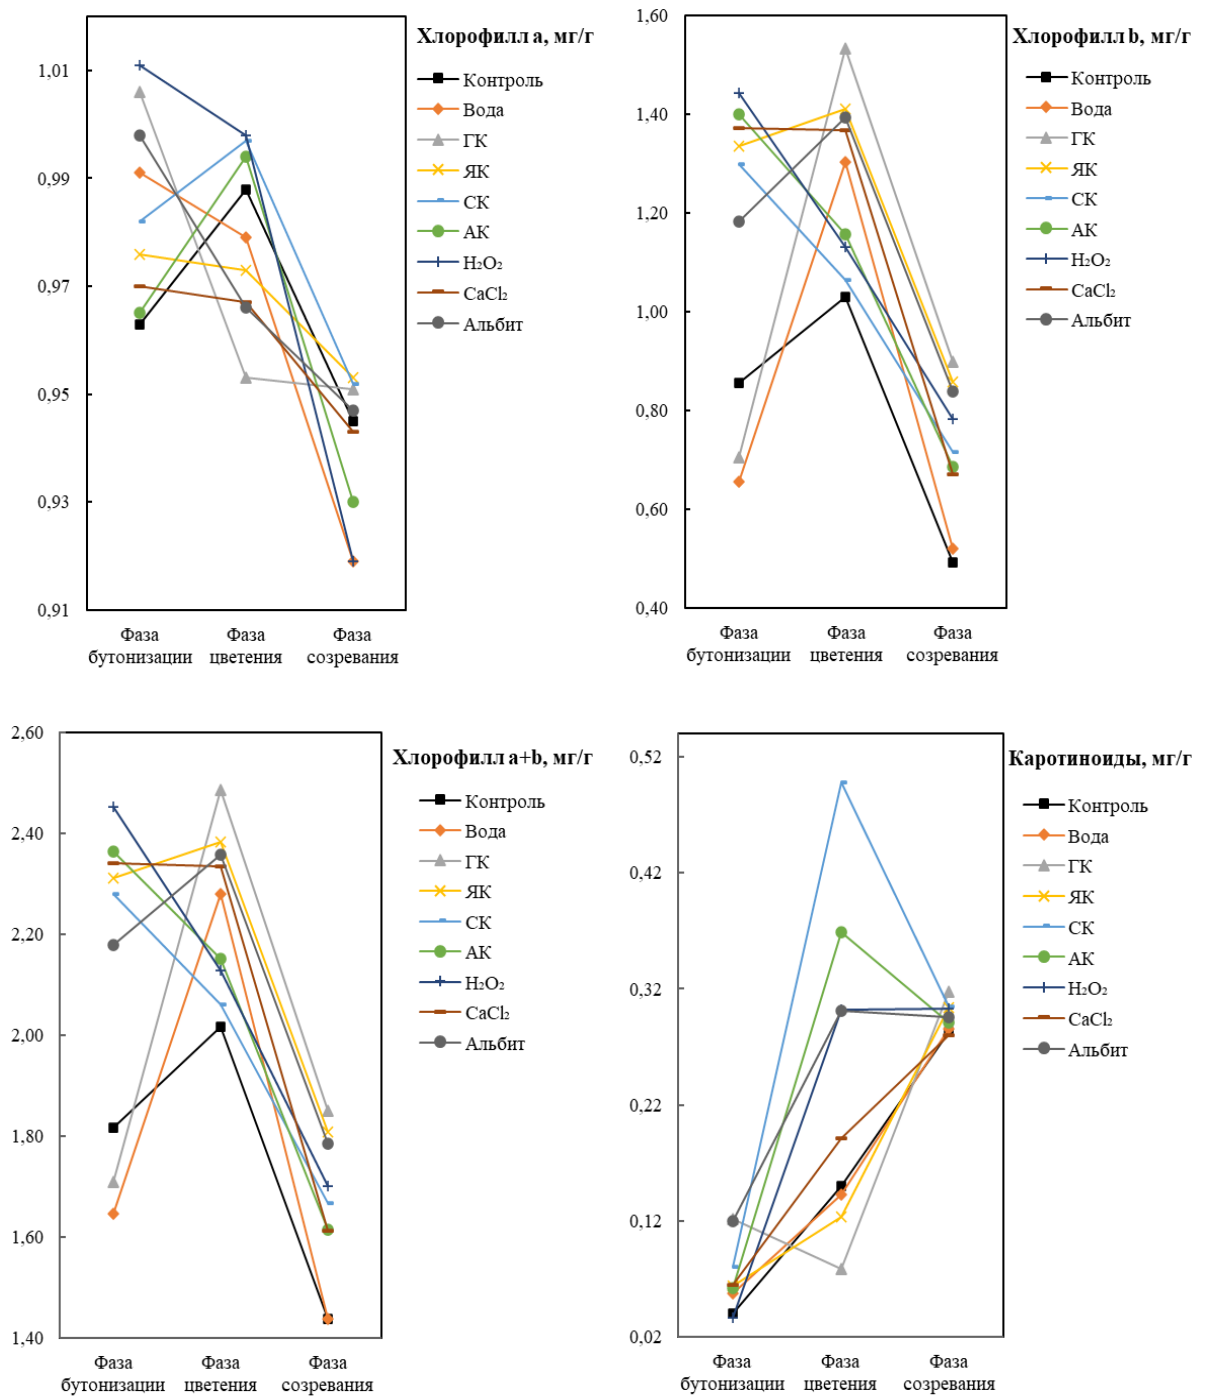 Хлорофилл a, мг/г
1,01
0,99
0,97
0,95
0,93
0,91
Контроль
Вода
ГК
ЯК
СК
АК
H₂O₂
CaCl₂
Альбит
Фаза
бутонизации
Фаза
цветения
Фаза
созревания
Хлорофилл b, мг/г
1,60
1,40
1,20
1,00
0,80
0,60
0,40
Контроль
Вода
ГК
ЯК
СК
АК
H₂O₂
CaCl₂
Альбит
Фаза
бутонизации
Фаза
цветения
Фаза
созревания
Хлорофилл a+b, мг/г
2,60
2,40
2,20
2,00
1,80
1,60
1,40
Контроль
Вода
ГК
ЯК
СК
АК
H₂O₂
CaCl₂
Альбит
Фаза
бутонизации
Фаза
цветения
Фаза
созревания
Каротиноиды, мг/г
0,52
0,42
0,32
0,22
0,12
0,02
Контроль
Вода
ГК
ЯК
СК
АК
H₂O₂
CaCl₂
Альбит
Фаза
бутонизации
Фаза
цветения
Фаза
созревания